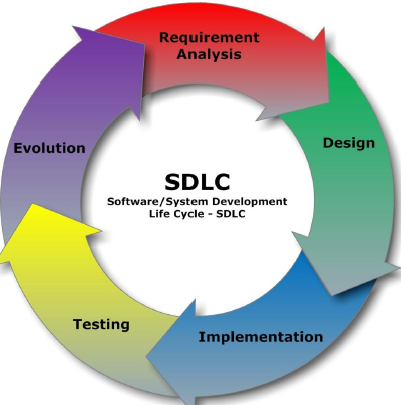 Requirement
Analysis
Design
Evolution
SDLC
Software/System Development
Life Cycle - SDLC
Testing
Implementation